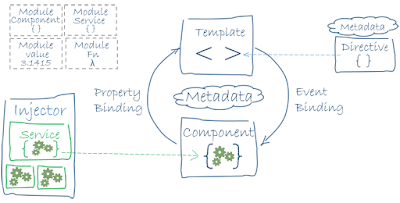 Module
Component
{ }
Module
Service
{ }
Module
value
3.1415
Module
Fn
λ
Template
< >
Metadata
Directive
{ }
Property
Binding
Metadata
Event
Binding
Component
{ }
Injector
Service
{ }